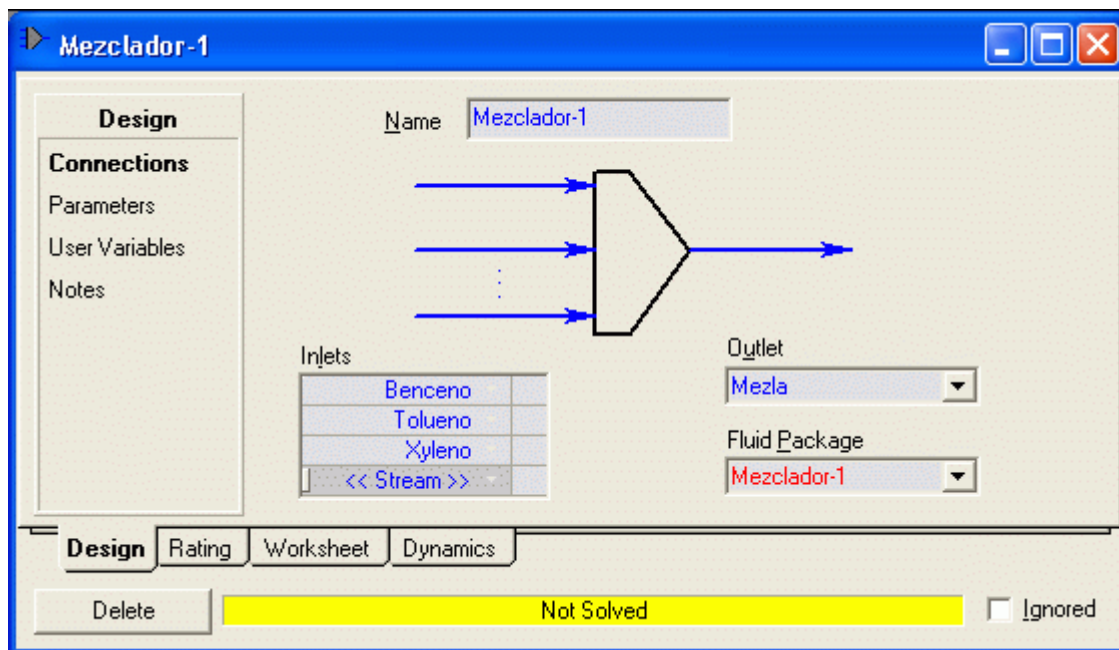 Mezclador-1
Design
Connections
Parameters
User Variables
Notes
Name Mezclador-1
Inlets
Benceno
Tolueno
Xyleno
<< Stream >>
Outlet
Mezla
Fluid Package
Mezclador-1
Design Rating Worksheet Dynamics
Delete Not Solved Ignored